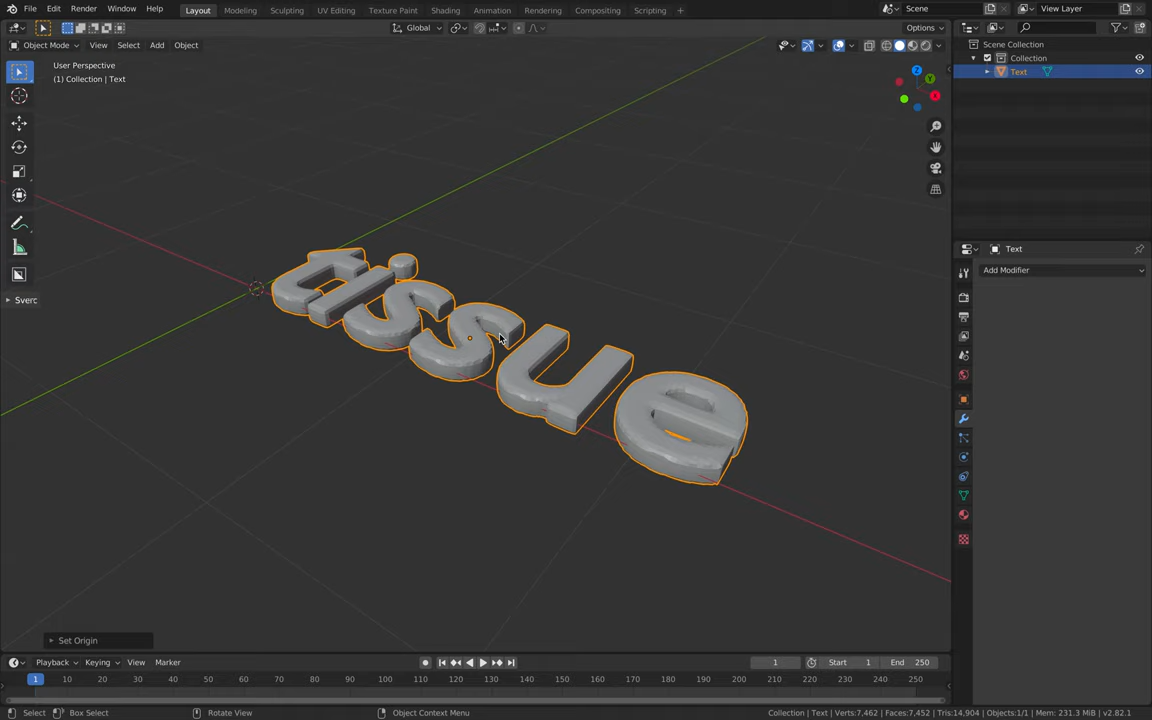 File Edit Render Window Help Layout Modeling Sculpting UV Editing Texture Paint Shading Animation Rendering Compositing Scripting + Scene View Layer
Global Options
Object Mode View Select Add Object
User Perspective
(1) Collection | Text
Scene Collection
Collection
Text
Text
Add Modifier
Sverc
tissue
Set Origin
Playback Keying View Marker 1 Start 1 End 250
1 10 20 30 40 50 60 70 80 90 100 110 120 130 140 150 160 170 180 190 200 210 220 230 240 250
Select Box Select Rotate View Object Context Menu Collection | Text | Verts:7,462 | Faces:7,452 | Tris:14,904 | Objects:1/1 | Mem: 231.3 MiB | v2.82.1